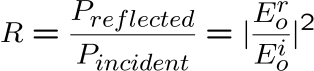 R = \frac{P_{reflected}}{P_{incident}} = |\frac{E_o^r}{E_o^i}|^2